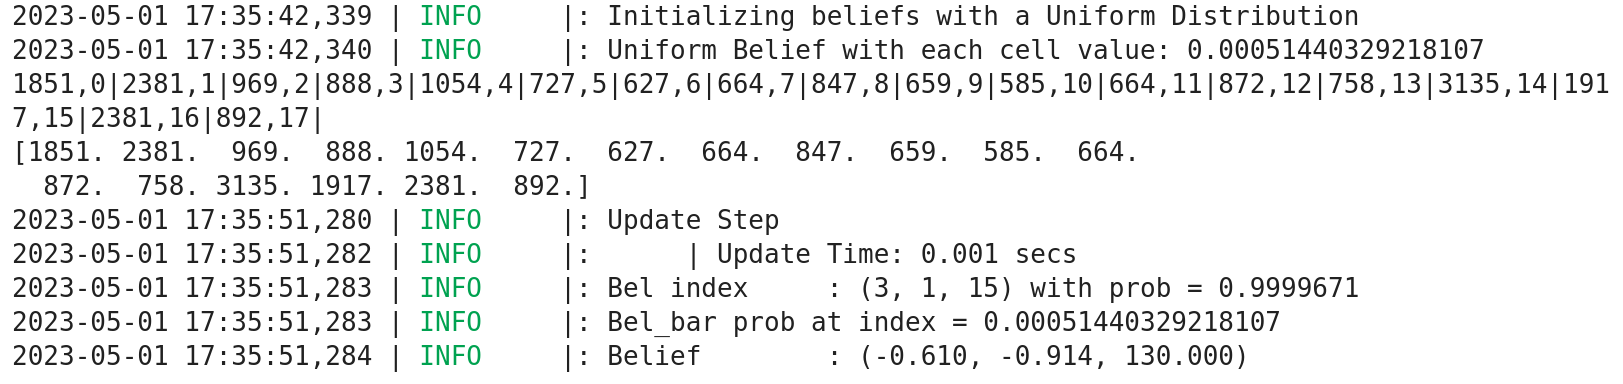 2023-05-01 17:35:42,339 | INFO     |: Initializing beliefs with a Uniform Distribution
2023-05-01 17:35:42,340 | INFO     |: Uniform Belief with each cell value: 0.00051440329218107
1851,0|2381,1|969,2|888,3|1054,4|727,5|627,6|664,7|847,8|659,9|585,10|664,11|872,12|758,13|3135,14|191
7,15|2381,16|892,17|
[1851. 2381.  969.  888. 1054.  727.  627.  664.  847.  659.  585.  664.
  872.  758. 3135. 1917. 2381.  892.]
2023-05-01 17:35:51,280 | INFO     |: Update Step
2023-05-01 17:35:51,282 | INFO     |:      | Update Time: 0.001 secs
2023-05-01 17:35:51,283 | INFO     |: Bel index     : (3, 1, 15) with prob = 0.9999671
2023-05-01 17:35:51,283 | INFO     |: Bel_bar prob at index = 0.00051440329218107
2023-05-01 17:35:51,284 | INFO     |: Belief        : (-0.610, -0.914, 130.000)